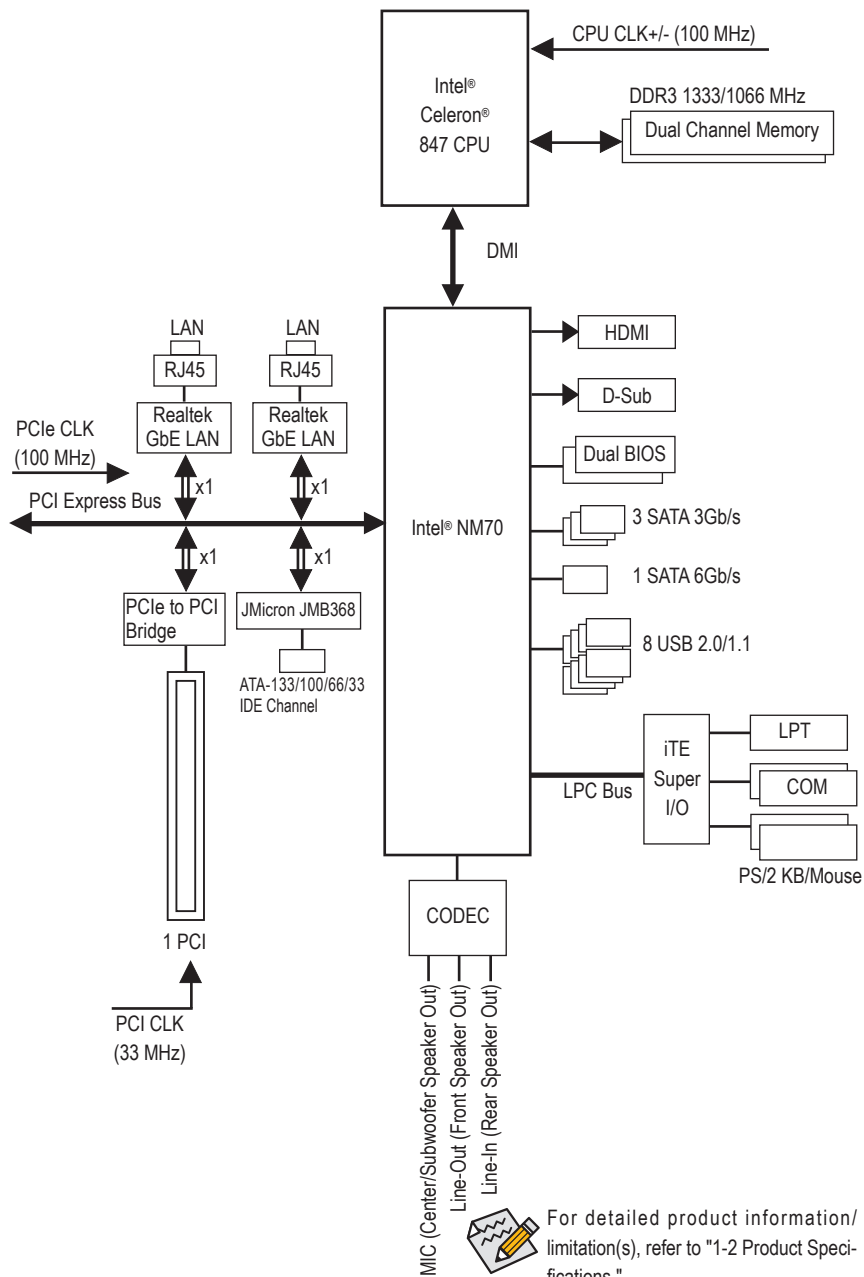 CPU CLK+/- (100 MHz)
Intel®
Celeron®
847 CPU
DDR3 1333/1066 MHz
Dual Channel Memory
DMI
LAN
RJ45
Realtek
GbE LAN
x1
LAN
RJ45
Realtek
GbE LAN
x1
PCIe CLK
(100 MHz)
PCI Express Bus
x1
PCIe to PCI
Bridge
x1
JMicron JMB368
ATA-133/100/66/33
IDE Channel
1 PCI
PCI CLK
(33 MHz)
Intel® NM70
HDMI
D-Sub
Dual BIOS
3 SATA 3Gb/s
1 SATA 6Gb/s
8 USB 2.0/1.1
LPC Bus
iTE
Super
I/O
LPT
COM
PS/2 KB/Mouse
CODEC
MIC (Center/Subwoofer Speaker Out)
Line-Out (Front Speaker Out)
Line-In (Rear Speaker Out)
For detailed product information/
limitation(s), refer to "1-2 Product Speci-
fications."